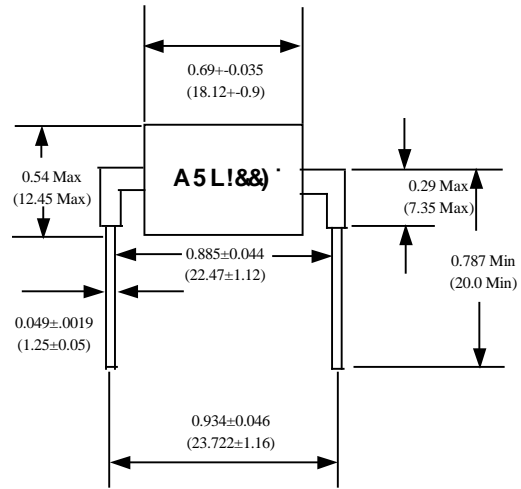 0.69+-0.035
(18.12+-0.9)
0.54 Max
(12.45 Max)
A5L!&&) ˙
0.29 Max
(7.35 Max)
0.885±0.044
(22.47±1.12)
0.787 Min
(20.0 Min)
0.049±.0019
(1.25±0.05)
0.934±0.046
(23.722±1.16)